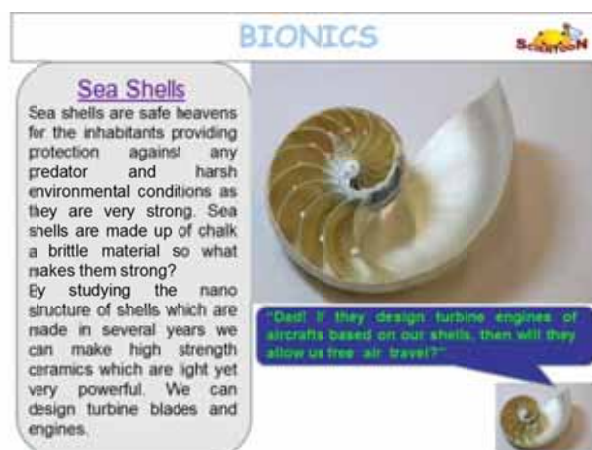 BIONICS
SCIENTOON
Sea Shells
Sea shells are safe heavens
for the inhabitants providing
protection against any
predator and harsh
environmental conditions as
they are very strong. Sea
shells are made up of chalk
a brittle material so what
makes them strong?
By studying the nano
structure of shells which are
made in several years we
can make high strength
ceramics which are light yet
very powerful. We can
design turbine blades and
engines.
"Dad! If they design turbine engines of
aircrafts based on our shells, then will they
allow us free air travel?"